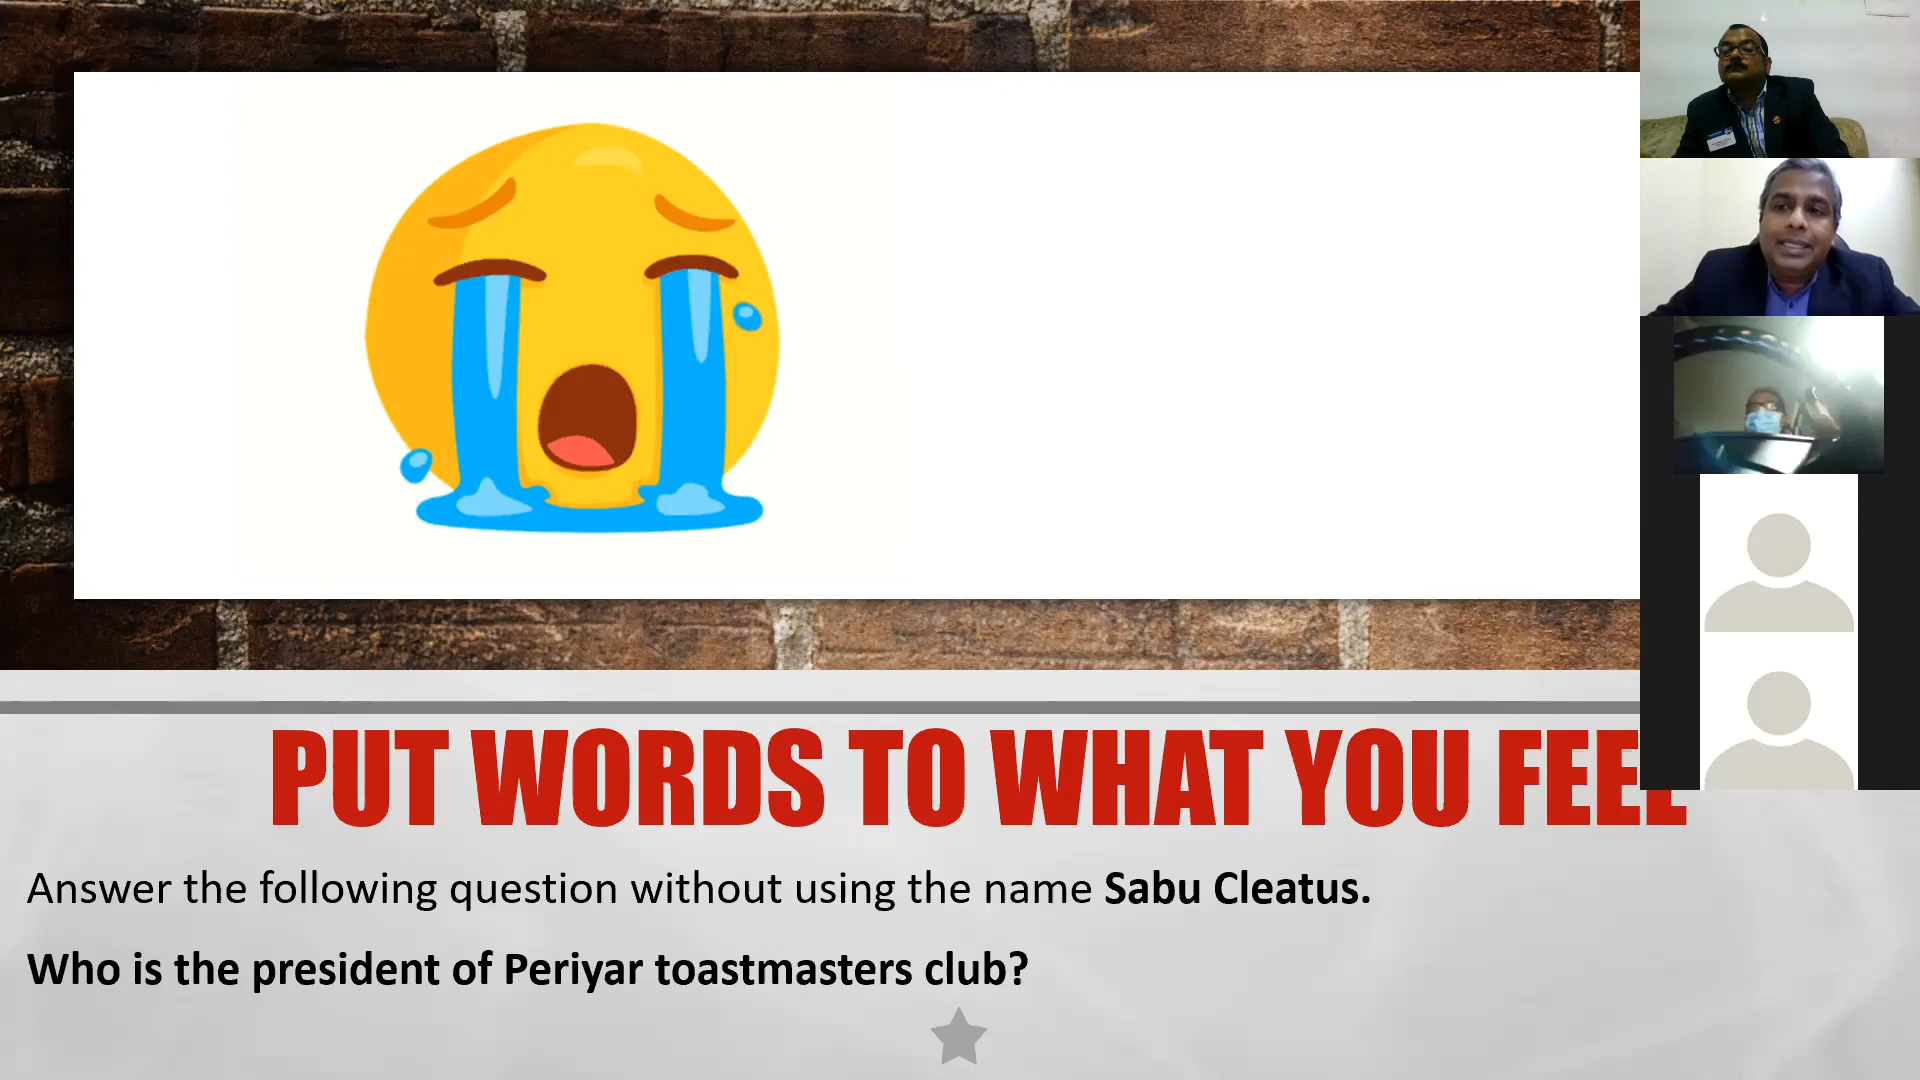 PUT WORDS TO WHAT YOU FEEL
Answer the following question without using the name Sabu Cleatus.
Who is the president of Periyar toastmasters club?